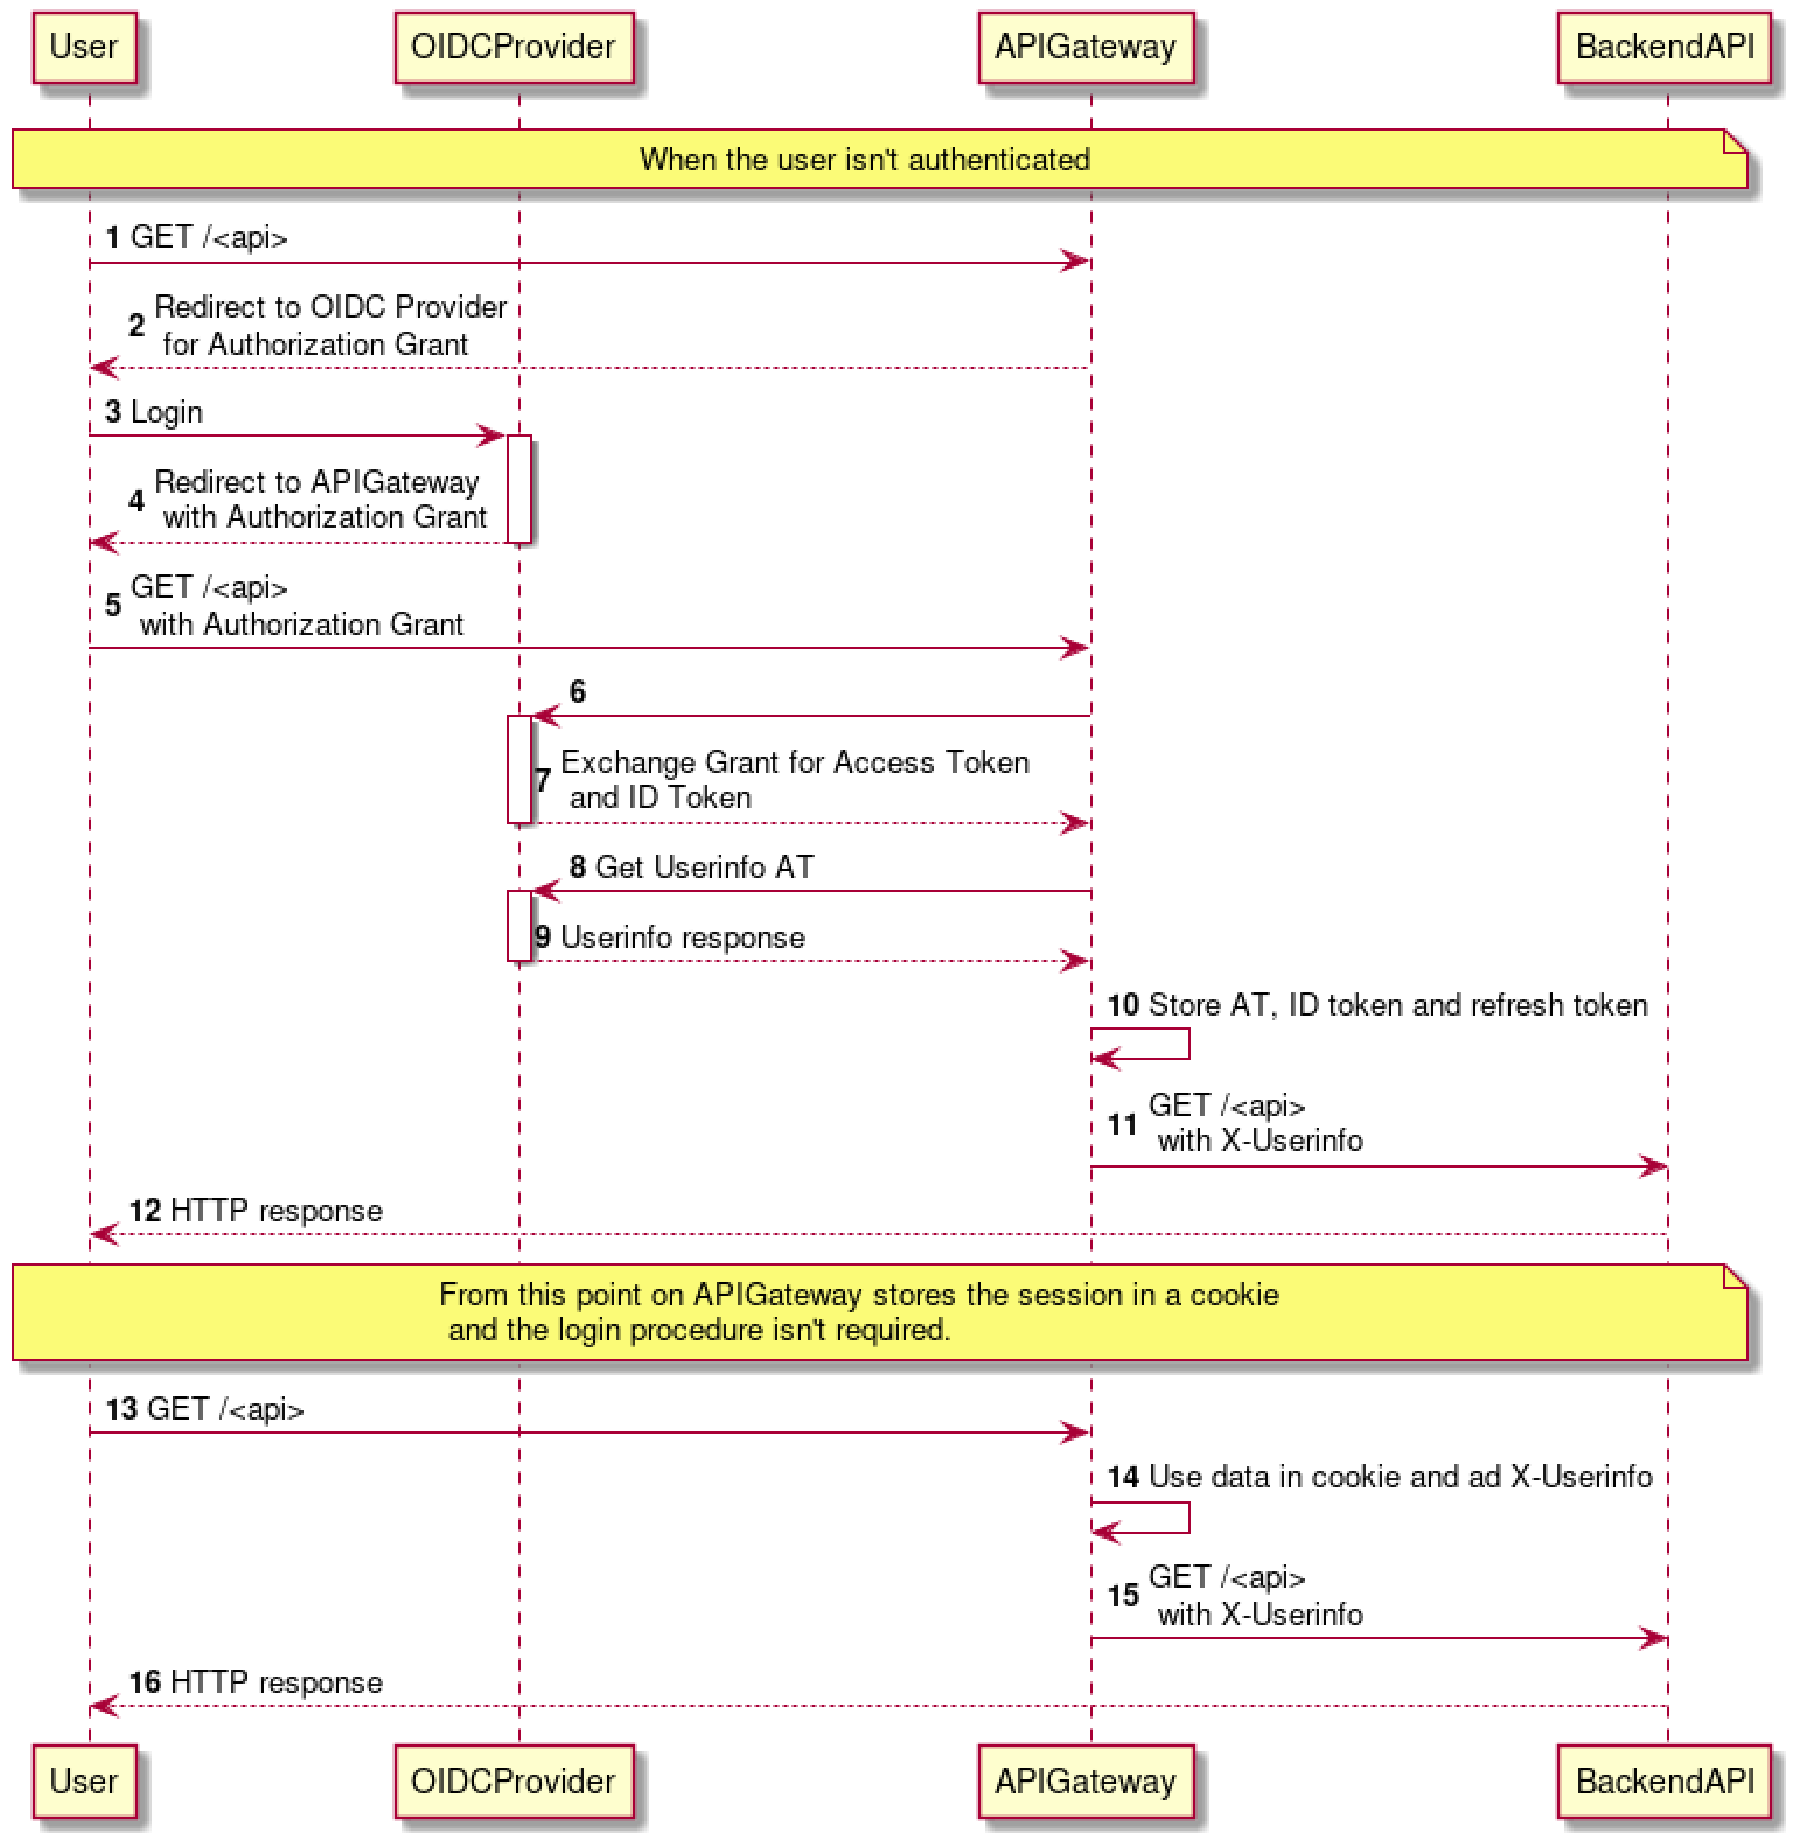 User
OIDCProvider
APIGateway
BackendAPI
When the user isn't authenticated
1 GET /<api>
2 Redirect to OIDC Provider
for Authorization Grant
3 Login
4 Redirect to APIGateway
with Authorization Grant
5 GET /<api>
with Authorization Grant
6
7 Exchange Grant for Access Token
and ID Token
8 Get Userinfo AT
9 Userinfo response
10 Store AT, ID token and refresh token
11 GET /<api>
with X-Userinfo
12 HTTP response
From this point on APIGateway stores the session in a cookie
and the login procedure isn't required.
13 GET /<api>
14 Use data in cookie and ad X-Userinfo
15 GET /<api>
with X-Userinfo
16 HTTP response
User
OIDCProvider
APIGateway
BackendAPI